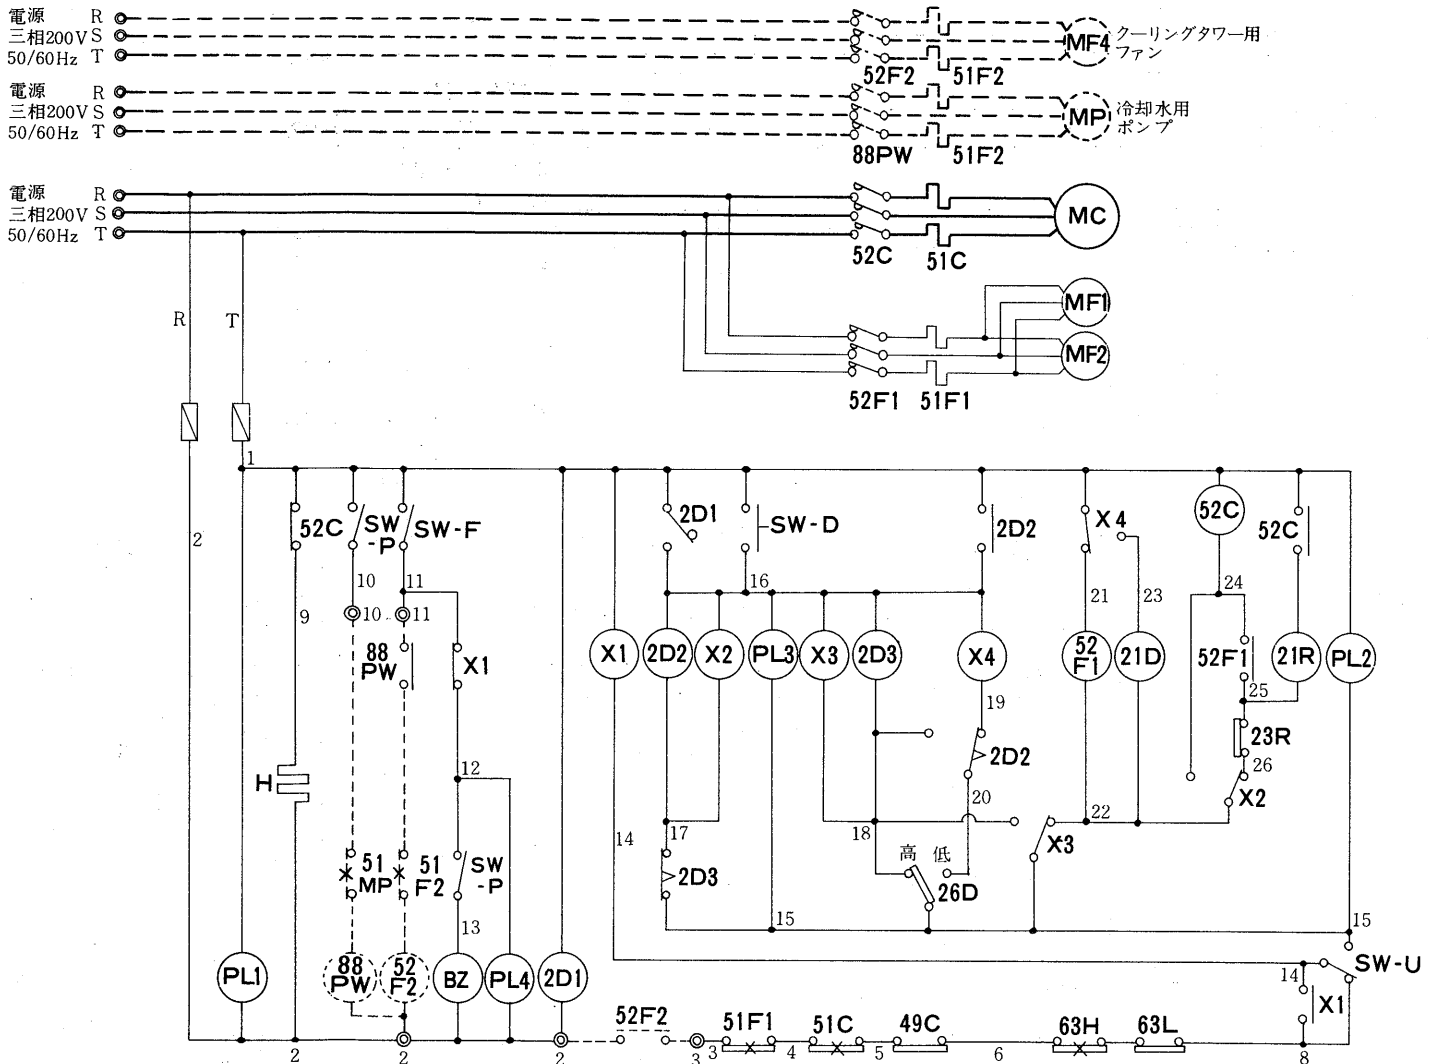 電源 R
三相200V S
50/60Hz T
52F2
51F2
MF4
クーリングタワー用
ファン
電源 R
三相200V S
50/60Hz T
88PW
51F2
MP
冷却水用
ポンプ
電源 R
三相200V S
50/60Hz T
52C
51C
MC
MF1
MF2
52F1
51F1
R
T
1
2
52C
SW
-P
SW-F
2D1
SW-D
2D2
X4
52C
52C
9
10
11
16
21
23
24
10
11
88
PW
X1
X1
2D2
X2
PL3
X3
2D3
X4
52
F1
21D
52F1
21R
PL2
25
19
23R
2D2
26
X2
H
12
20
22
14
17
18
X3
51
MP
51
F2
SW
-P
2D3
高 低
26D
13
15
15
PL1
88
PW
52
F2
BZ
PL4
2D1
14
SW-U
X1
52F2
51F1
51C
49C
63H
63L
2
2
2
3
3
4
5
6
8